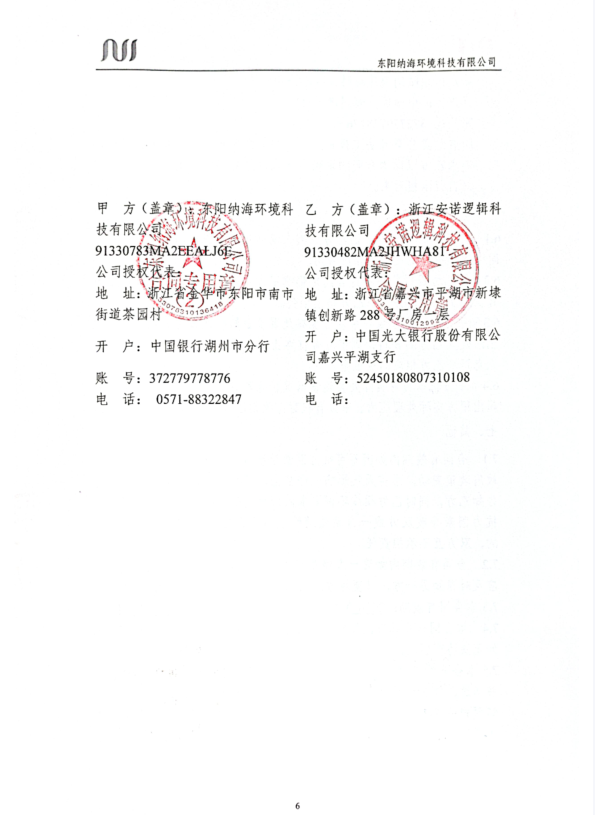 东阳纳海环境科技有限公司
甲 方（盖章）：东阳纳海环境科
技有限公司
91330783MA2EEALJ6L
公司授权代表：
地 址：浙江省金华市东阳市南市
街道茶园村
开 户：中国银行湖州市分行
账 号：372779778776
电 话： 0571-88322847
乙 方（盖章）：浙江安诺逻辑科
技有限公司
91330482MA2JHWHA81
公司授权代表：
地 址：浙江省嘉兴市平湖市新埭
镇创新路 288 号厂房一层
开 户：中国光大银行股份有限公
司嘉兴平湖支行
账 号：52450180807310108
电 话：
合同专用章
(2)
6